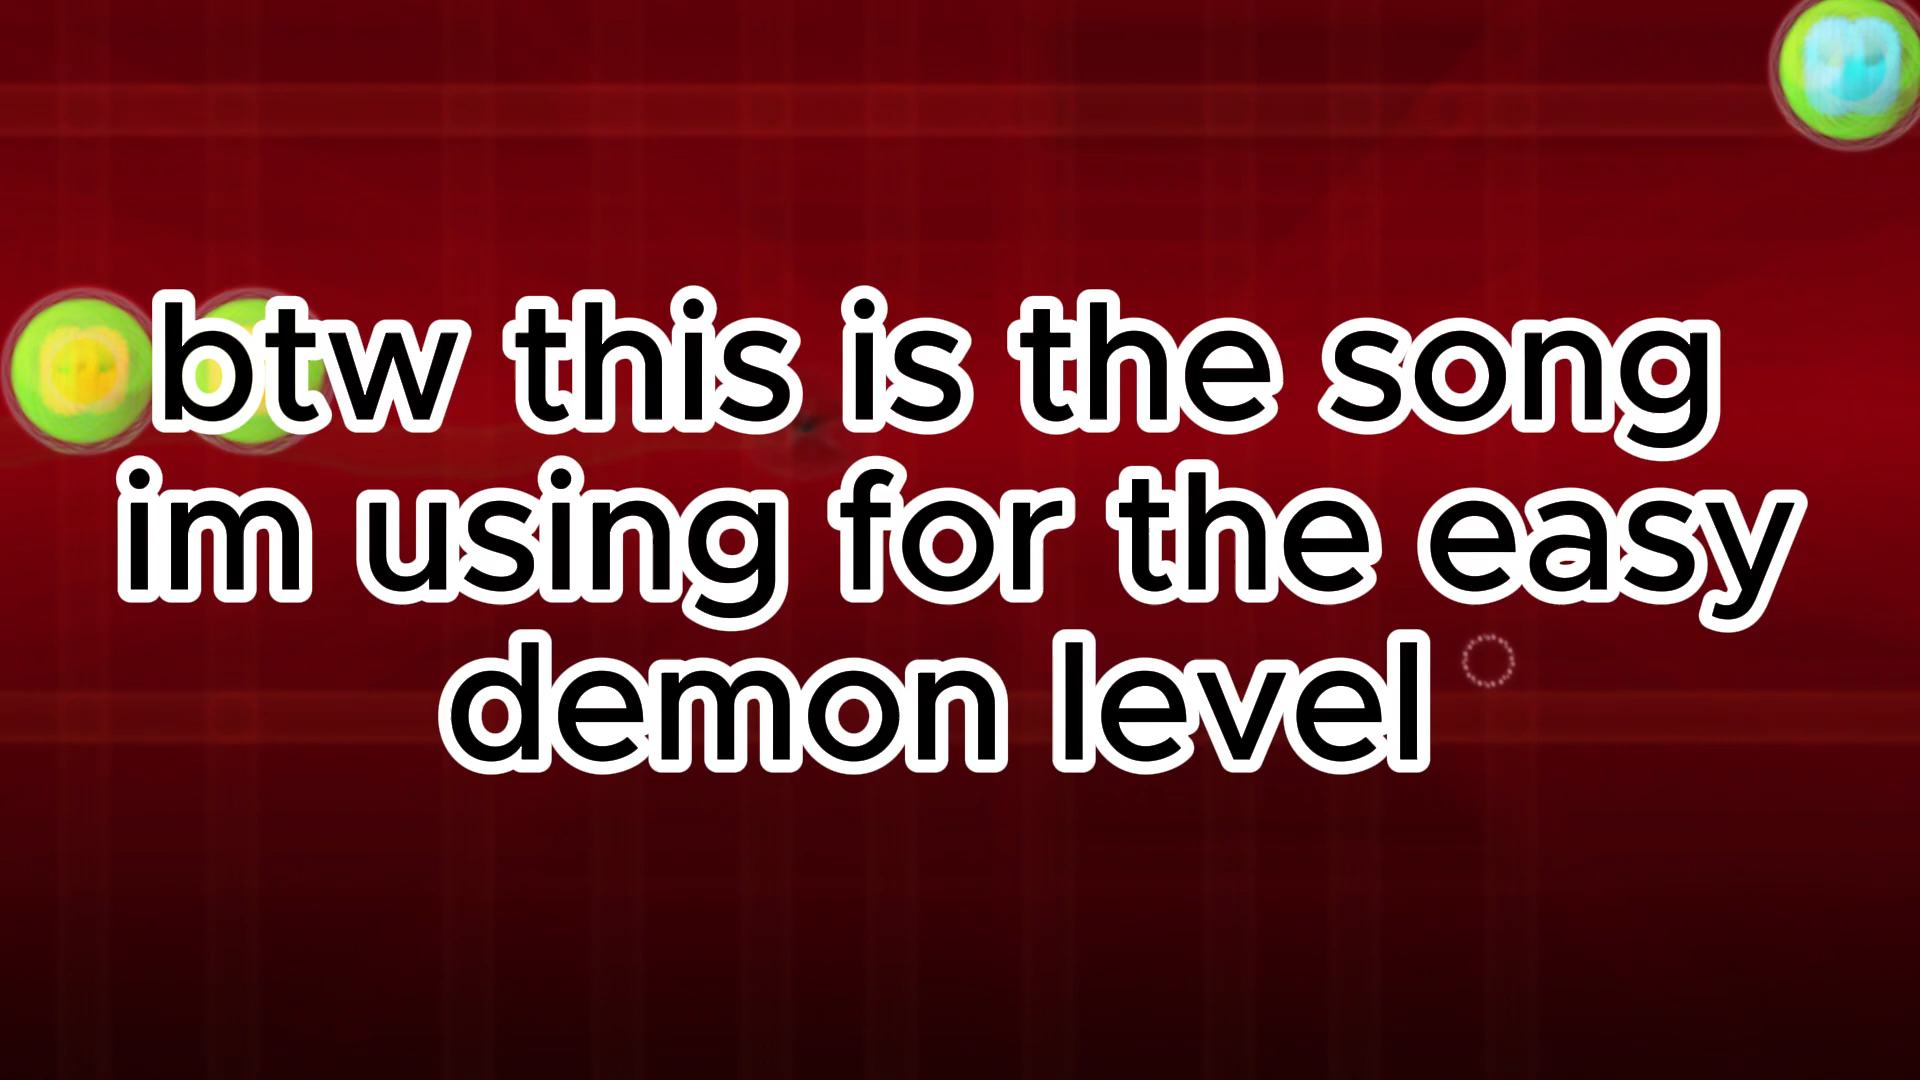 btw this is the song
im using for the easy
demon level